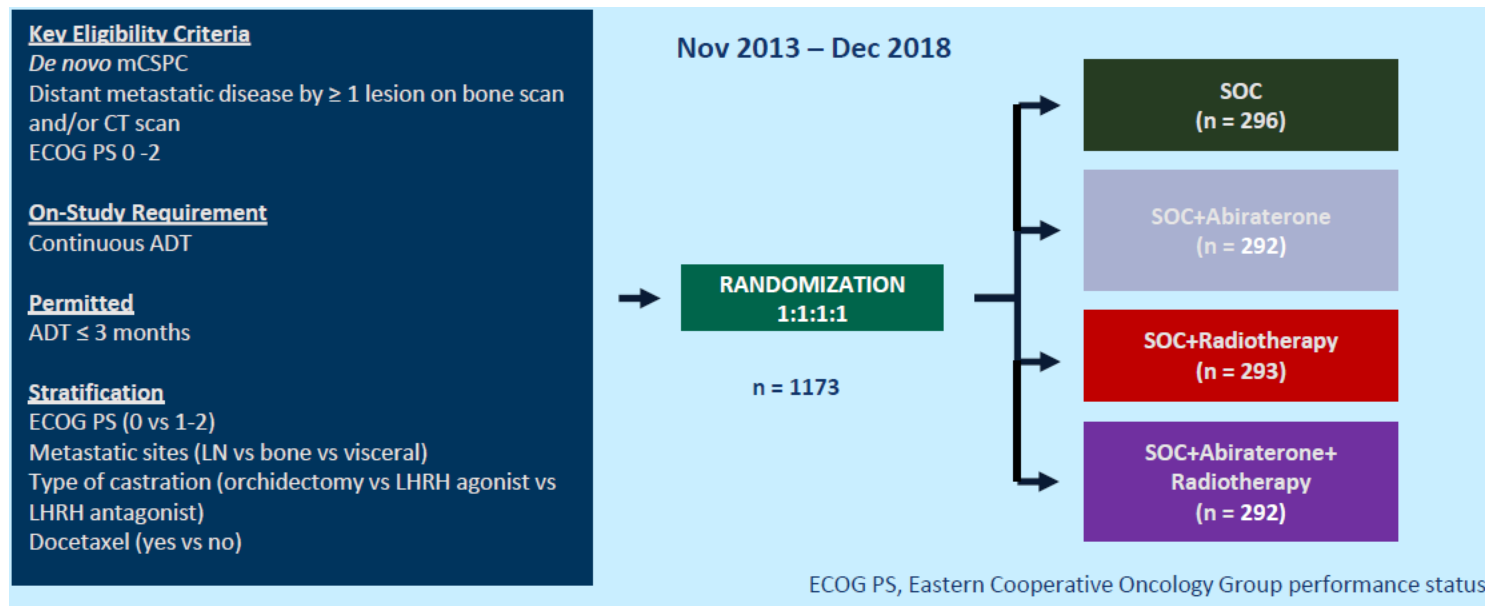 Key Eligibility Criteria
De novo mCSPC
Distant metastatic disease by ≥ 1 lesion on bone scan
and/or CT scan
ECOG PS 0 -2
On-Study Requirement
Continuous ADT
Permitted
ADT ≤ 3 months
Stratification
ECOG PS (0 vs 1-2)
Metastatic sites (LN vs bone vs visceral)
Type of castration (orchidectomy vs LHRH agonist vs
LHRH antagonist)
Docetaxel (yes vs no)
Nov 2013 – Dec 2018
RANDOMIZATION
1:1:1:1
n = 1173
SOC
(n = 296)
SOC+Abiraterone
(n = 292)
SOC+Radiotherapy
(n = 293)
SOC+Abiraterone+
Radiotherapy
(n = 292)
ECOG PS, Eastern Cooperative Oncology Group performance status